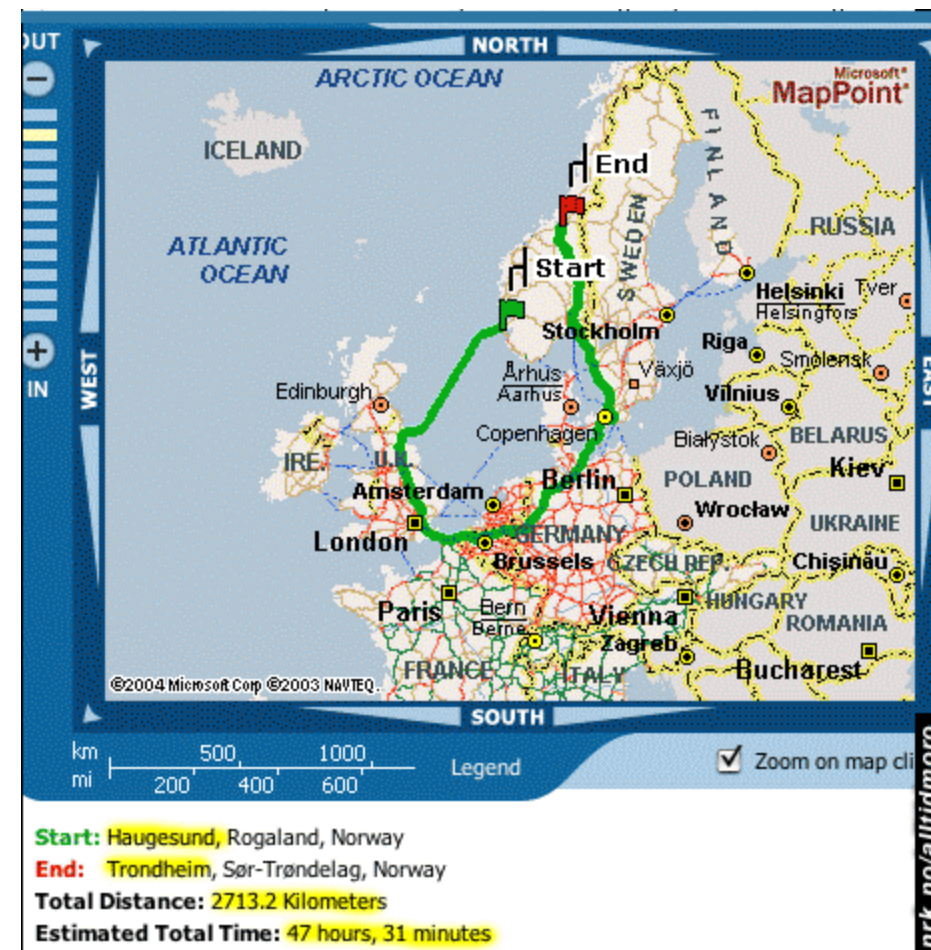 OUT
NORTH
ARCTIC OCEAN
Microsoft®
MapPoint®
ICELAND
FINLAND
End
RUSSIA
SWEDEN
ATLANTIC
OCEAN
Start
Helsinki
Helsingfors
Tver
Stockholm
Riga
Smolensk
IN
WEST
EAST
Växjö
Århus
Aarhus
Edinburgh
Vilnius
Copenhagen
Białystok
BELARUS
IRE.
U.K.
Kiev
Berlin
POLAND
Amsterdam
Wrocław
UKRAINE
London
GERMANY
Brussels
CZECH REP.
Chișinău
Paris
Bern
Berne
Vienna
HUNGARY
ROMANIA
Zagreb
FRANCE
ITALY
Bucharest
©2004 Microsoft Corp ©2003 NAVTEQ.
SOUTH
km 500 1000
mi 200 400 600
Legend
Zoom on map cli
Start: Haugesund, Rogaland, Norway
End: Trondheim, Sør-Trøndelag, Norway
Total Distance: 2713.2 Kilometers
Estimated Total Time: 47 hours, 31 minutes
nrk.no/alltidmoro